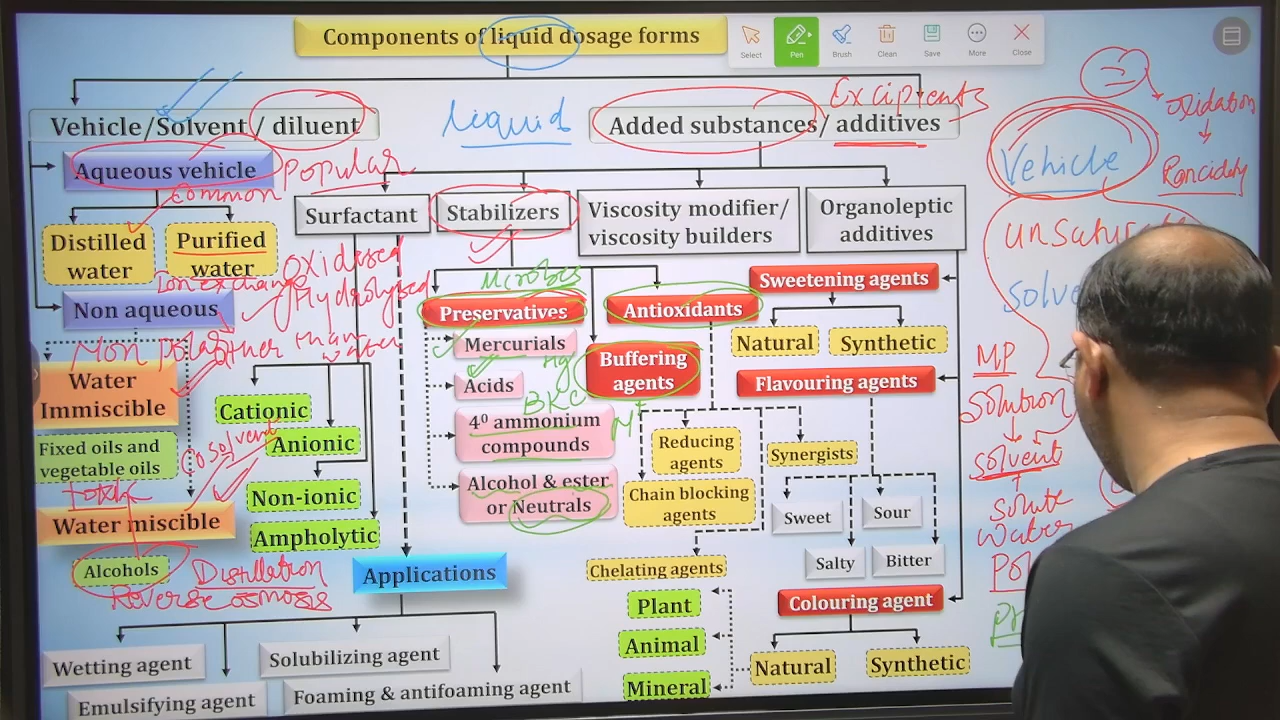 Components of liquid dosage forms
Select
Pen
Brush
Clean
Save
More
Close
Vehicle/Solvent / diluent
liquid
Added substances/ additives
Excipients
Oxidation
Rancidity
Vehicle
Aqueous vehicle
popular
Common
Distilled water
Purified water
Ion exchange
oxidased
Hydrolysed
Non aqueous
Non polar
other than water
Water
Immiscible
Fixed oils and
vegetable oils
Cosolvent
toxic
Water miscible
Alcohols
Distillation
Reverse osmosis
Surfactant
Cationic
Anionic
Non-ionic
Ampholytic
Applications
Wetting agent
Emulsifying agent
Solubilizing agent
Foaming & antifoaming agent
Stabilizers
Microbes
Preservatives
Mercurials
Hg
Acids
BKC
4⁰ ammonium
compounds
N+
Alcohol & ester
or Neutrals
Buffering
agents
Antioxidants
Reducing
agents
Chain blocking
agents
Synergists
Chelating agents
Viscosity modifier/
viscosity builders
Organoleptic
additives
Sweetening agents
Natural
Synthetic
Flavouring agents
Sweet
Sour
Salty
Bitter
Colouring agent
Natural
Synthetic
Plant
Animal
Mineral
MP
Solution
solvent
solute
water